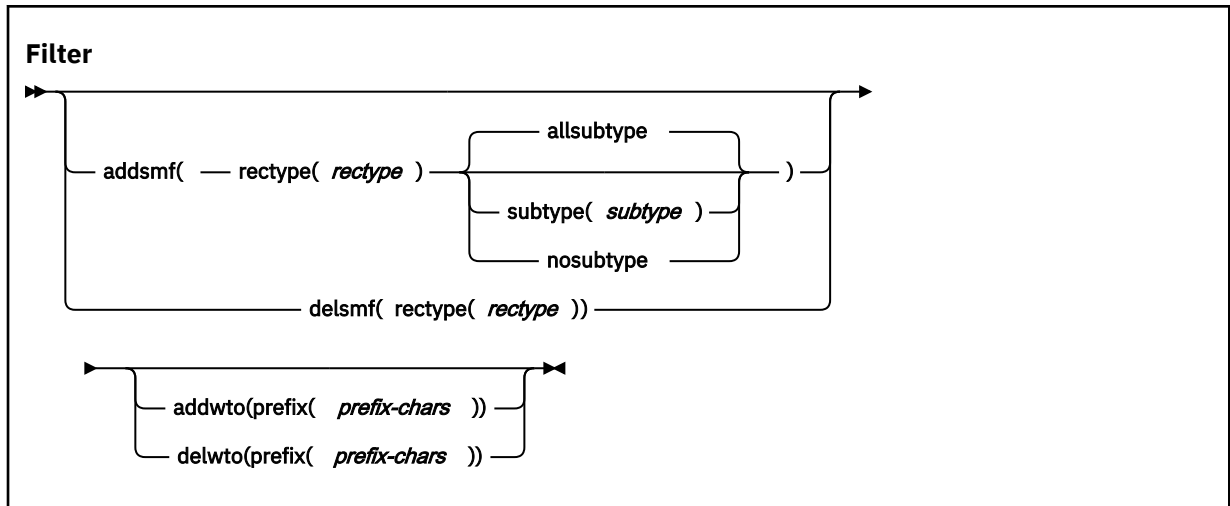 Filter
allsubtype
addsmf( rectype( rectype ) )
subtype( subtype )
nosubtype
delsmf( rectype( rectype ))
addwto(prefix( prefix-chars ))
delwto(prefix( prefix-chars ))